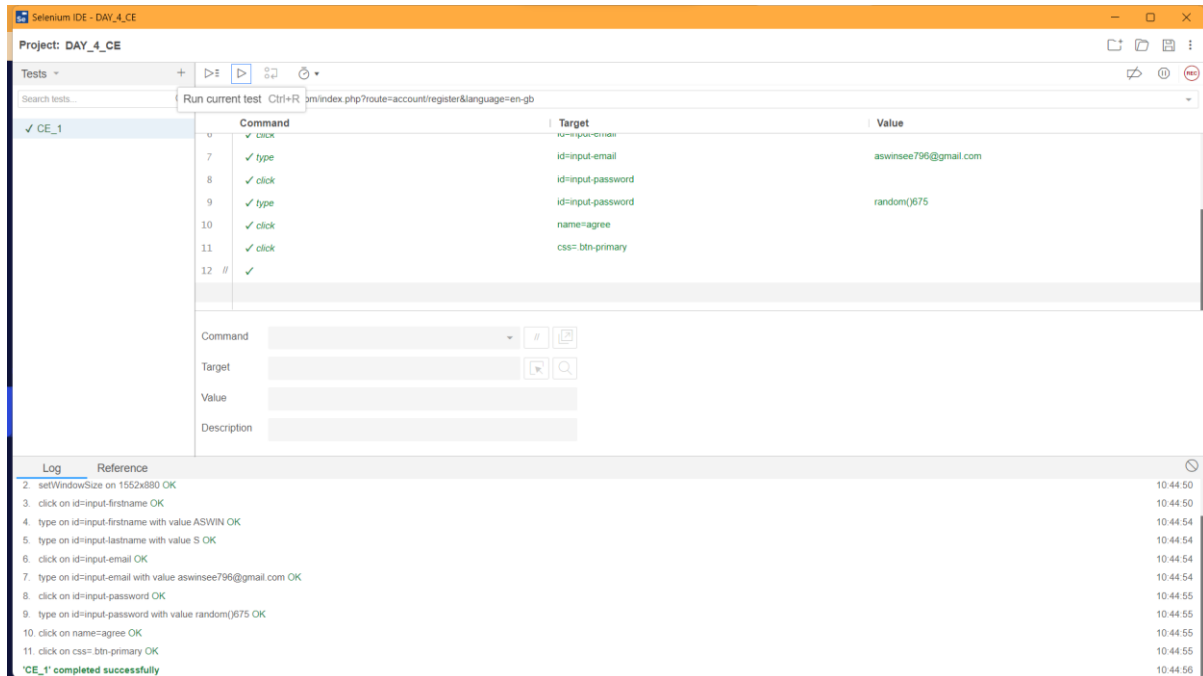 Selenium IDE - DAY_4_CE
Project: DAY_4_CE
Tests
REC
Search tests...
Run current test Ctrl+R
om/index.php?route=account/register&language=en-gb
✓ CE_1
Command Target Value
6 ✓ click id=input-email
7 ✓ type id=input-email aswinsee796@gmail.com
8 ✓ click id=input-password
9 ✓ type id=input-password random()675
10 ✓ click name=agree
11 ✓ click css=.btn-primary
12 // ✓
Command //
Target
Value
Description
Log Reference
2. setWindowSize on 1552x880 OK 10:44:50
3. click on id=input-firstname OK 10:44:50
4. type on id=input-firstname with value ASWIN OK 10:44:54
5. type on id=input-lastname with value S OK 10:44:54
6. click on id=input-email OK 10:44:54
7. type on id=input-email with value aswinsee796@gmail.com OK 10:44:54
8. click on id=input-password OK 10:44:55
9. type on id=input-password with value random()675 OK 10:44:55
10. click on name=agree OK 10:44:55
11. click on css=.btn-primary OK 10:44:55
'CE_1' completed successfully 10:44:56